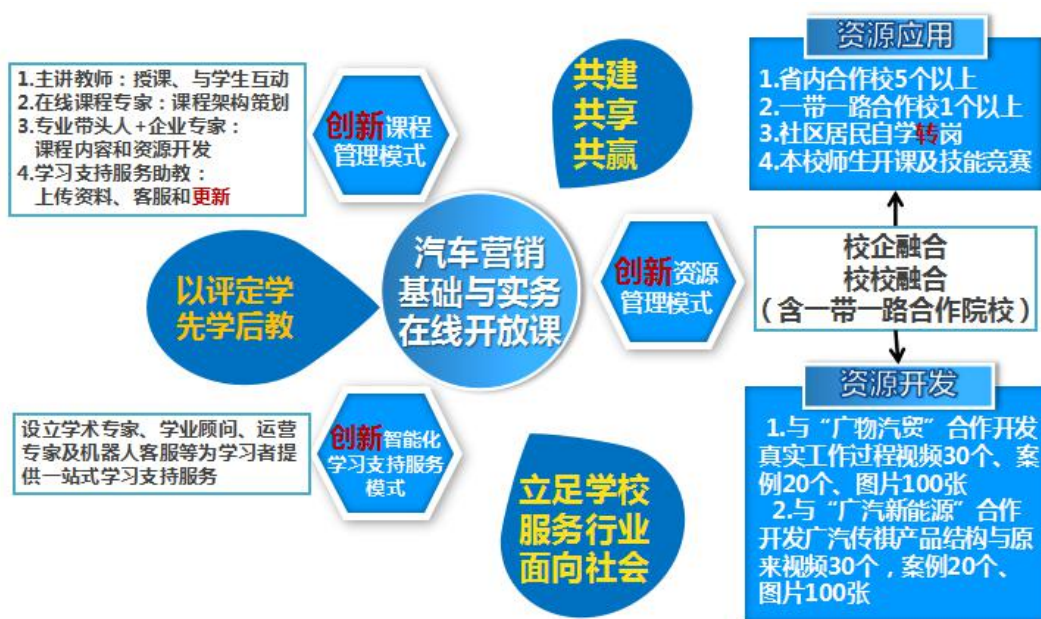 1.主讲教师：授课、与学生互动
2.在线课程专家：课程架构策划
3.专业带头人+企业专家：
课程内容和资源开发
4.学习支持服务助教：
上传资料、客服和更新
创新课程
管理模式
共建
共享
共赢
资源应用
1.省内合作校5个以上
2.一带一路合作校1个以上
3.社区居民自学转岗
4.本校师生开课及技能竞赛
以评定学
先学后教
汽车营销
基础与实务
在线开放课
创新资源
管理模式
校企融合
校校融合
（含一带一路合作院校）
设立学术专家、学业顾问、运营
专家及机器人客服等为学习者提
供一站式学习支持服务
创新智能化
学习支持服务
模式
立足学校
服务行业
面向社会
资源开发
1.与“广物汽贸”合作开发
真实工作过程视频30个、案
例20个、图片100张
2.与“广汽新能源”合作
开发广汽传祺产品结构与原
来视频30个，案例20个、
图片100张